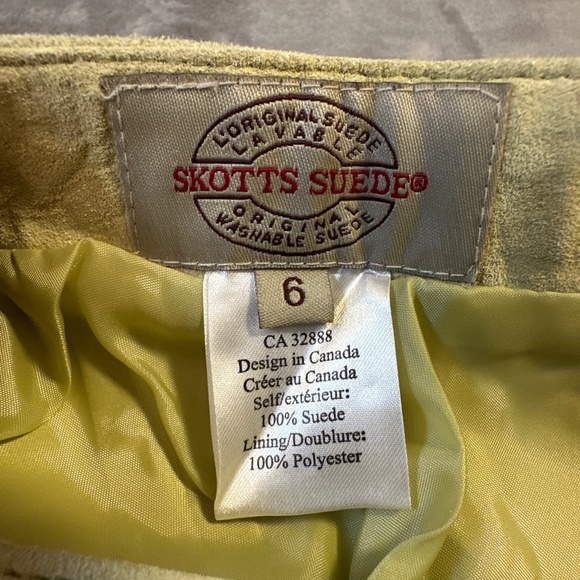 L'ORIGINAL SUEDE
LAVABLE
SKOTTS SUEDE®
ORIGINAL
WASHABLE SUEDE
6
CA 32888
Design in Canada
Créer au Canada
Self/extérieur:
100% Suede
Lining/Doublure:
100% Polyester